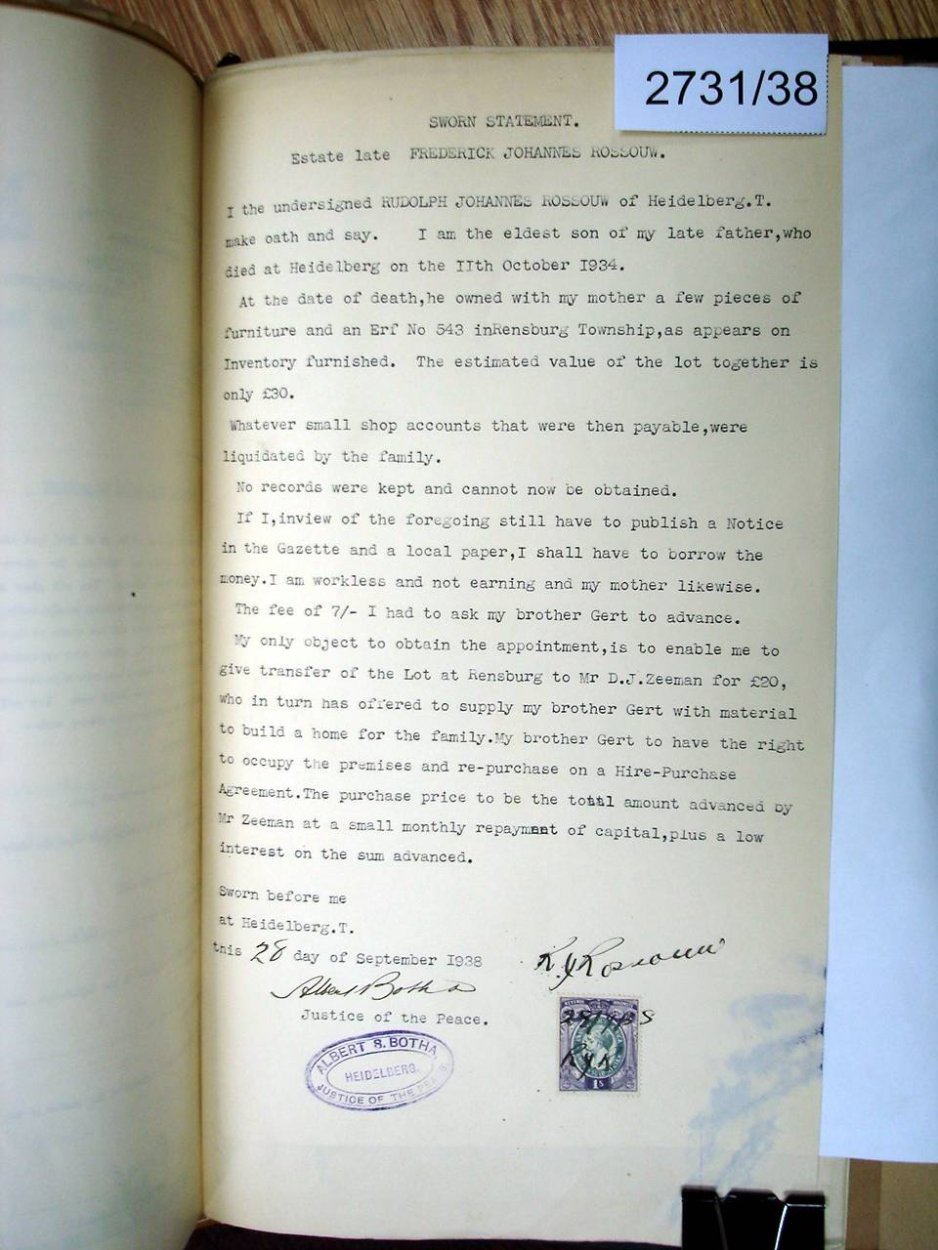 2731/38
SWORN STATEMENT.
Estate late FREDERICK JOHANNES ROSSOUW.
I the undersigned RUDOLPH JOHANNES ROSSOUW of Heidelberg.T.
make oath and say. I am the eldest son of my late father,who
died at Heidelberg on the IIth October I934.
At the date of death,he owned with my mother a few pieces of
furniture and an Erf No 543 inRensburg Township,as appears on
Inventory furnished. The estimated value of the lot together is
only £30.
Whatever small shop accounts that were then payable,were
liquidated by the family.
No records were kept and cannot now be obtained.
If I,inview of the foregoing still have to publish a Notice
in the Gazette and a local paper,I shall have to borrow the
money.I am workless and not earning and my mother likewise.
The fee of 7/- I had to ask my brother Gert to advance.
My only object to obtain the appointment,is to enable me to
give transfer of the Lot at Rensburg to Mr D.J.Zeeman for £20,
who in turn has offered to supply my brother Gert with material
to build a home for the family.My brother Gert to have the right
to occupy the premises and re-purchase on a Hire-Purchase
Agreement.The purchase price to be the total amount advanced by
Mr Zeeman at a small monthly repayment of capital,plus a low
interest on the sum advanced.
Sworn before me
at Heidelberg.T.
this 28 day of September I938
R.J Rossouw
Albert Botha
Justice of the Peace.
ALBERT S. BOTHA
HEIDELBERG.
JUSTICE OF THE PEACE
1s